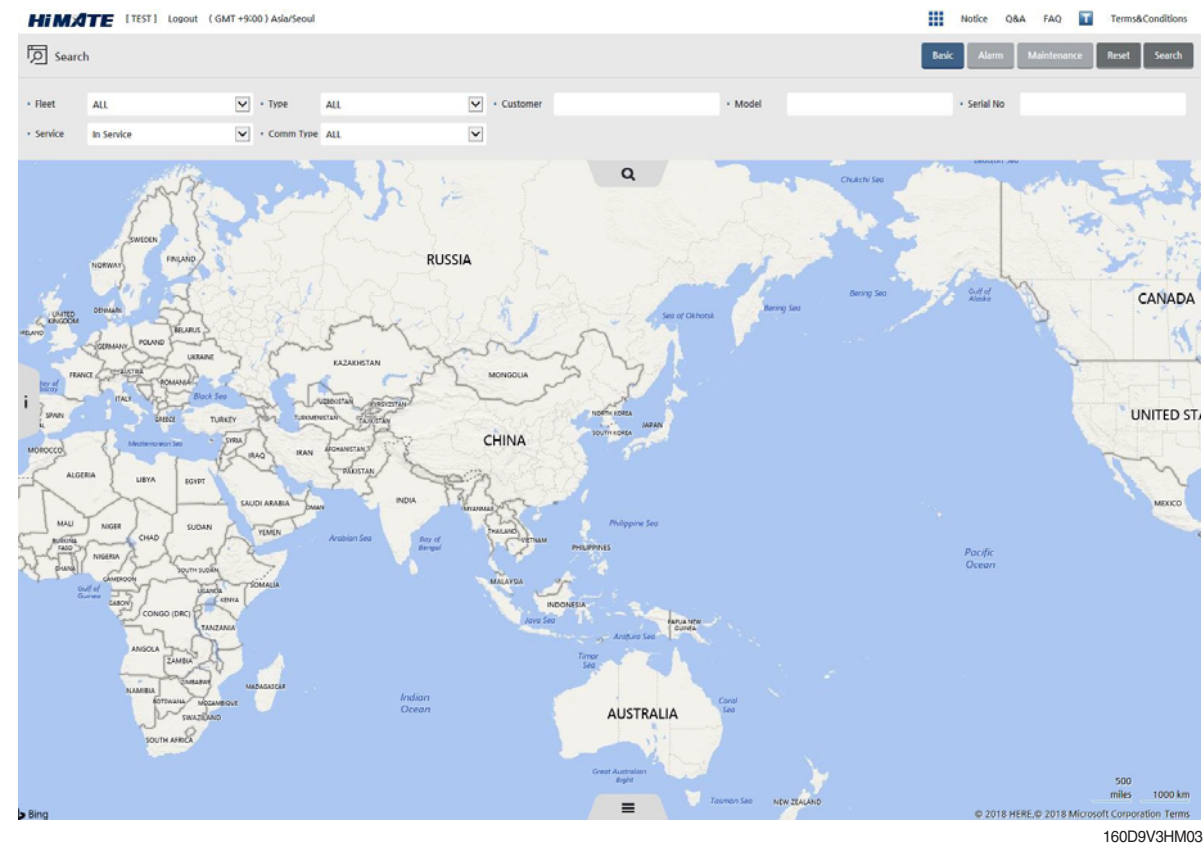 HiMATE [ TEST ] Logout ( GMT +9:00 ) Asia/Seoul Notice Q&A FAQ T Terms&Conditions
Search Basic Alarm Maintenance Reset Search
Fleet ALL Type ALL Customer Model Serial No
Service In Service Comm Type ALL
Chukchi Sea
SWEDEN
NORWAY FINLAND
RUSSIA
Sea of Okhotsk
Bering Sea
Bering Sea
Gulf of
Alaska
CANADA
UNITED
KINGDOM
DENMARK
BELARUS
GERMANY POLAND
UKRAINE
FRANCE AUSTRIA
ROMANIA
KAZAKHSTAN
MONGOLIA
Bay of
Biscay
i
SPAIN
ITALY
Black Sea
GREECE TURKEY
UZBEKISTAN KYRGYZSTAN
TURKMENISTAN TAJIKISTAN
CHINA
NORTH KOREA
SOUTH KOREA
JAPAN
UNITED STA
Mediterranean Sea
MOROCCO
SYRIA
IRAQ
IRAN
AFGHANISTAN
PAKISTAN
ALGERIA
LIBYA
EGYPT
SAUDI ARABIA
OMAN
INDIA
MYANMAR
MEXICO
MALI
NIGER
CHAD
SUDAN
YEMEN
Arabian Sea
Bay of
Bengal
THAILAND
VIETNAM
Philippine Sea
PHILIPPINES
Pacific
Ocean
BURKINA
FASO
GHANA
NIGERIA
CAMEROON
SOUTH SUDAN
SOMALIA
Gulf of
Guinea
GABON
UGANDA
KENYA
CONGO (DRC)
TANZANIA
MALAYSIA
INDONESIA
Java Sea
PAPUA NEW
GUINEA
Arafura Sea
Timor
Sea
ANGOLA
ZAMBIA
NAMIBIA
ZIMBABWE
BOTSWANA MOZAMBIQUE
SWAZILAND
MADAGASCAR
SOUTH AFRICA
Indian
Ocean
AUSTRALIA
Coral
Sea
Great Australian
Bight
Tasman Sea
NEW ZEALAND
500
miles 1000 km
Bing
© 2018 HERE,© 2018 Microsoft Corporation Terms
160D9V3HM03